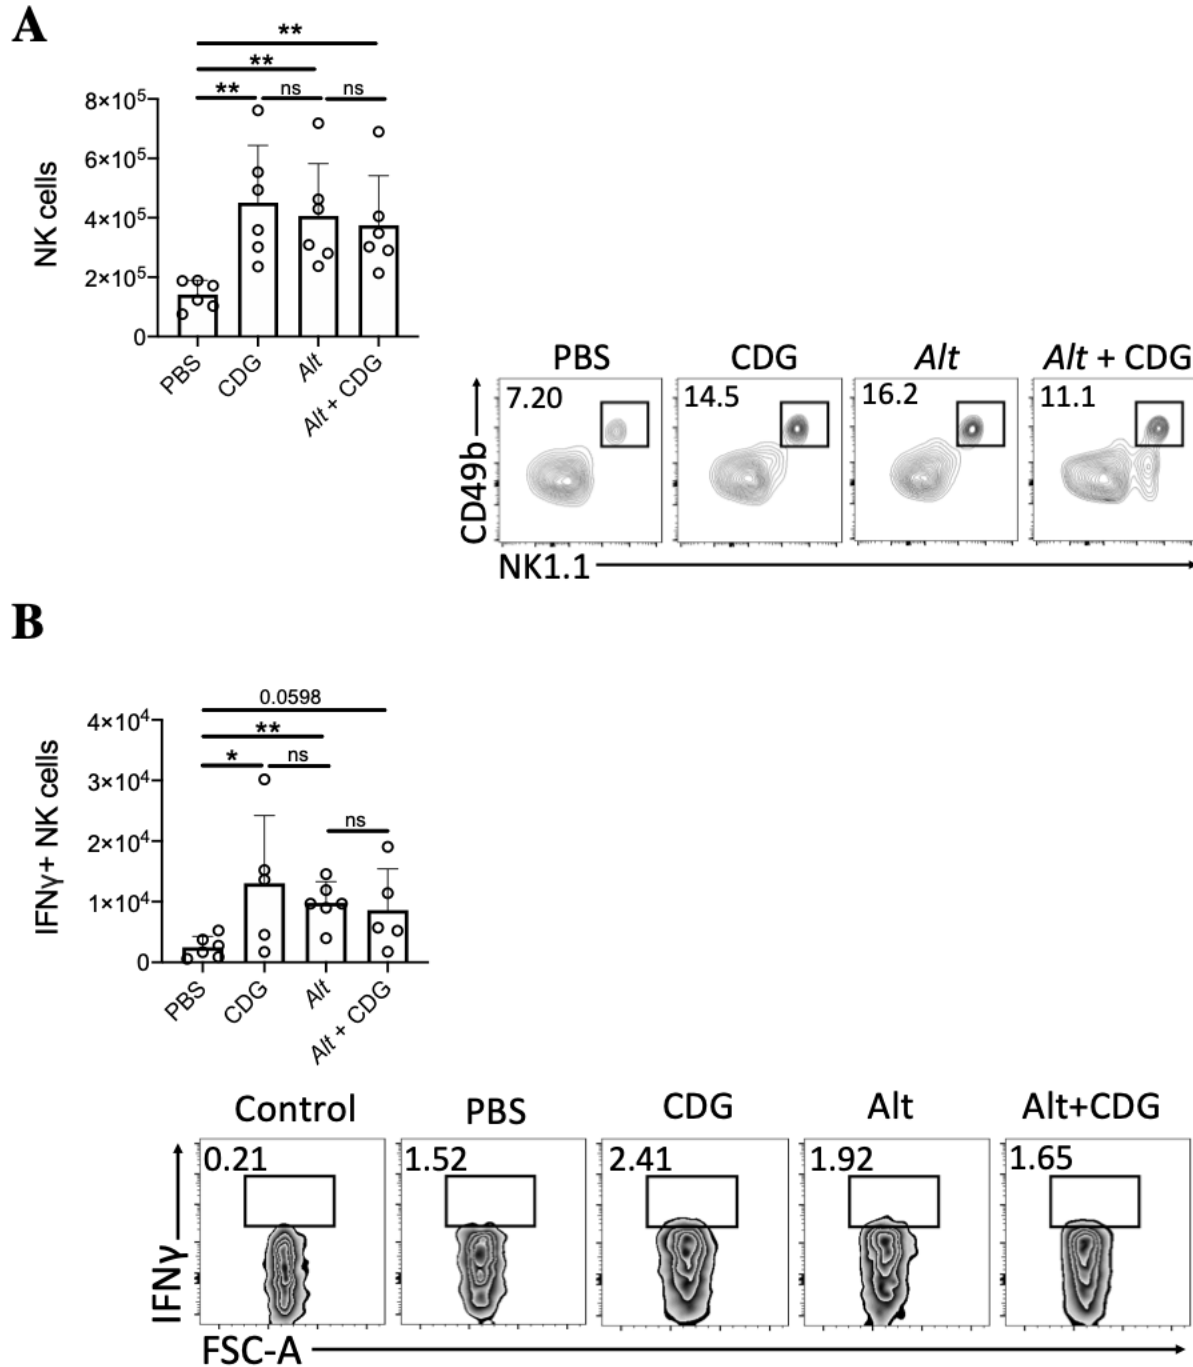 A
**
**
** ns ns
8×10⁵
6×10⁵
4×10⁵
2×10⁵
0
NK cells
PBS CDG Alt Alt + CDG
PBS CDG Alt Alt + CDG
7.20 14.5 16.2 11.1
CD49b
NK1.1
B
0.0598
**
* ns
ns
4×10⁴
3×10⁴
2×10⁴
1×10⁴
0
IFNγ+ NK cells
PBS CDG Alt Alt + CDG
Control PBS CDG Alt Alt+CDG
0.21 1.52 2.41 1.92 1.65
IFNγ
FSC-A